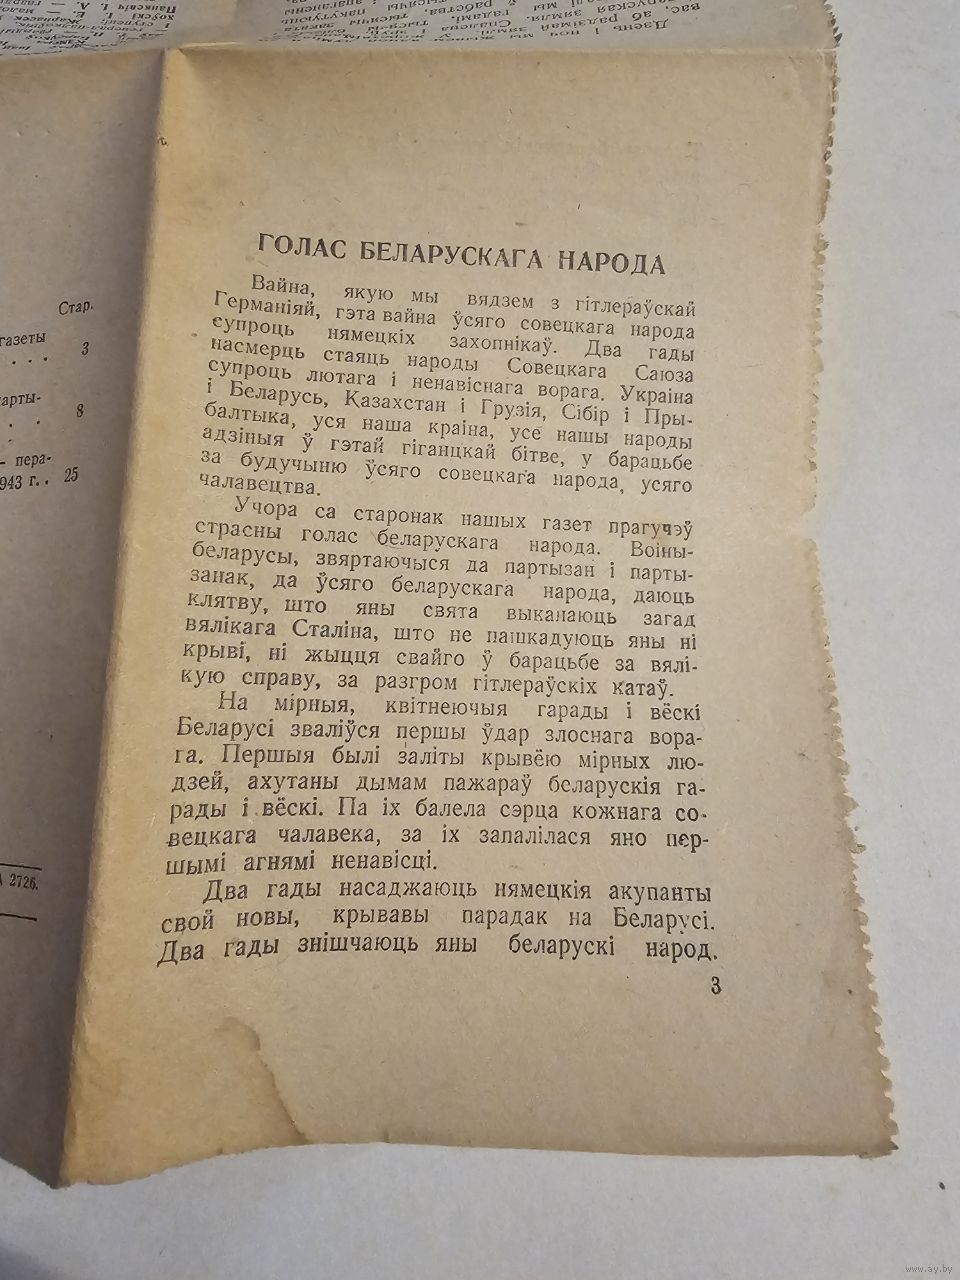 ГОЛАС БЕЛАРУСКАГА НАРОДА
Вайна, якую мы вядзем з гітлераўскай
Германіяй, гэта вайна ўсяго совецкага народа
супроць нямецкіх захопнікаў. Два гады
насмерць стаяць народы Совецкага Саюза
супроць лютага і ненавіснага ворага. Украіна
і Беларусь, Казахстан і Грузія, Сібір і Пры-
балтыка, уся наша краіна, усе нашы народы
адзіныя ў гэтай гіганцкай бітве, у барацьбе
за будучыню ўсяго совецкага народа, усяго
чалавецтва.
Учора са старонак нашых газет прагучэў
страсны голас беларускага народа. Воіны-
беларусы, звяртаючыся да партызан і парты-
занак, да ўсяго беларускага народа, даюць
клятву, што яны свята выканаюць загад
вялікага Сталіна, што не пашкадуюць яны ні
крыві, ні жыцця свайго ў барацьбе за вялі-
кую справу, за разгром гітлераўскіх катаў.
На мірныя, квітнеючыя гарады і вёскі
Беларусі зваліўся першы ўдар злоснага вора-
га. Першыя былі заліты крывёю мірных лю-
дзей, ахутаны дымам пажараў беларускія га-
рады і вёскі. Па іх балела сэрца кожнага со-
вецкага чалавека, за іх запалілася яно пер-
шымі агнямі ненавісці.
Два гады насаджаюць нямецкія акупанты
свой новы, крывавы парадак на Беларусі.
Два гады знішчаюць яны беларускі народ.
3
Стар.
газеты
. . . 3
арты-
. . 8
— пера-
943 г. . 25
А 2726.
www.ay.by